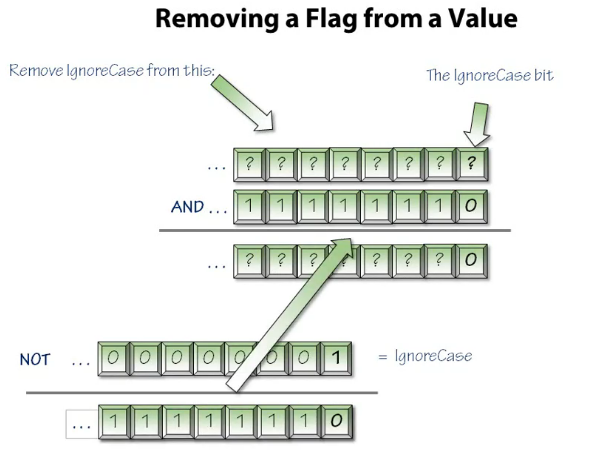 Removing a Flag from a Value
Remove IgnoreCase from this:
The IgnoreCase bit
... ? ? ? ? ? ? ? ?
AND ... 1 1 1 1 1 1 1 0
... ? ? ? ? ? ? ? 0
NOT ... 0 0 0 0 0 0 0 1 = IgnoreCase
... 1 1 1 1 1 1 1 0